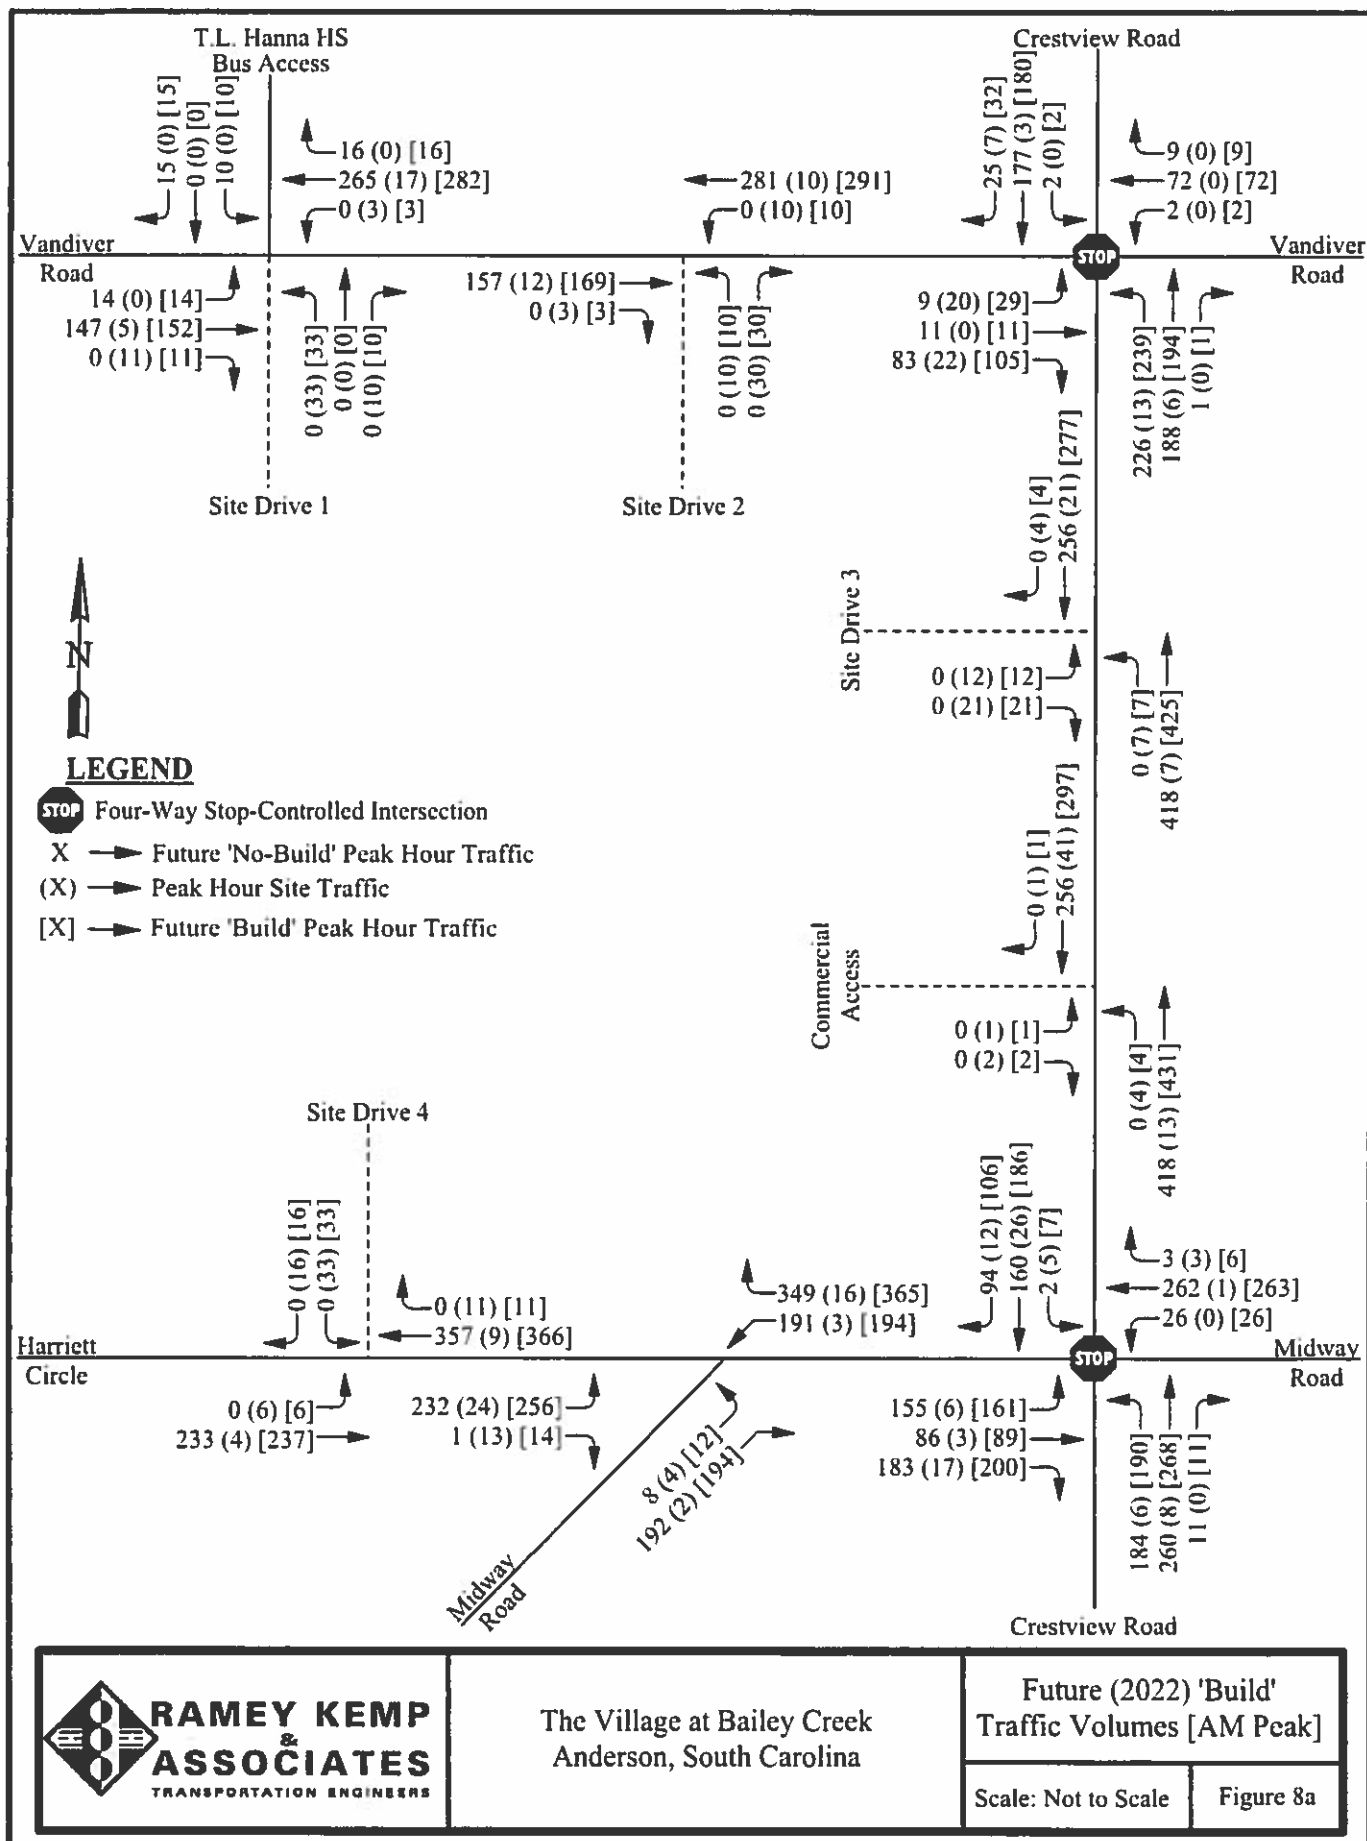 T.L. Hanna HS
Bus Access
Crestview Road
15 (0) [15]
0 (0) [0]
10 (0) [10]
16 (0) [16]
265 (17) [282]
0 (3) [3]
281 (10) [291]
0 (10) [10]
25 (7) [32]
177 (3) [180]
2 (0) [2]
9 (0) [9]
72 (0) [72]
2 (0) [2]
Vandiver
Road
STOP
Vandiver
Road
14 (0) [14]
147 (5) [152]
0 (11) [11]
0 (33) [33]
0 (0) [0]
0 (10) [10]
157 (12) [169]
0 (3) [3]
0 (10) [10]
0 (30) [30]
9 (20) [29]
11 (0) [11]
83 (22) [105]
226 (13) [239]
188 (6) [194]
1 (0) [1]
Site Drive 1
Site Drive 2
0 (4) [4]
256 (21) [277]
Site Drive 3
0 (12) [12]
0 (21) [21]
0 (7) [7]
418 (7) [425]
N
LEGEND
STOP Four-Way Stop-Controlled Intersection
X Future 'No-Build' Peak Hour Traffic
(X) Peak Hour Site Traffic
[X] Future 'Build' Peak Hour Traffic
0 (1) [1]
256 (41) [297]
Commercial
Access
0 (1) [1]
0 (2) [2]
0 (4) [4]
418 (13) [431]
Site Drive 4
0 (16) [16]
0 (33) [33]
0 (11) [11]
357 (9) [366]
349 (16) [365]
191 (3) [194]
94 (12) [106]
160 (26) [186]
2 (5) [7]
3 (3) [6]
262 (1) [263]
26 (0) [26]
Harriett
Circle
STOP
Midway
Road
0 (6) [6]
233 (4) [237]
232 (24) [256]
1 (13) [14]
8 (4) [12]
192 (2) [194]
155 (6) [161]
86 (3) [89]
183 (17) [200]
184 (6) [190]
260 (8) [268]
11 (0) [11]
Midway
Road
Crestview Road
RAMEY KEMP
&
ASSOCIATES
TRANSPORTATION ENGINEERS
The Village at Bailey Creek
Anderson, South Carolina
Future (2022) 'Build'
Traffic Volumes [AM Peak]
Scale: Not to Scale
Figure 8a